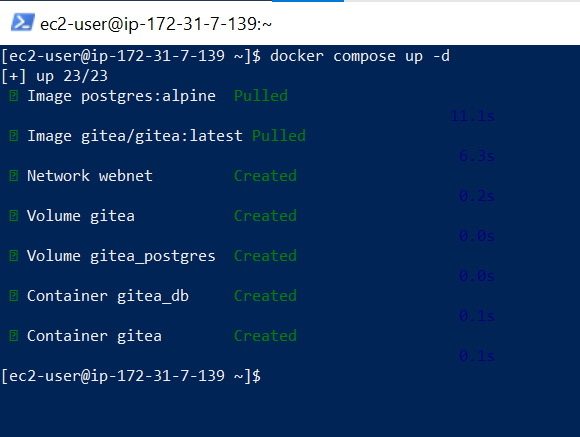 ec2-user@ip-172-31-7-139:~
[ec2-user@ip-172-31-7-139 ~]$ docker compose up -d
[+] up 23/23
Image postgres:alpine Pulled
11.1s
Image gitea/gitea:latest Pulled
6.3s
Network webnet Created
0.2s
Volume gitea Created
0.0s
Volume gitea_postgres Created
0.0s
Container gitea_db Created
0.1s
Container gitea Created
0.1s
[ec2-user@ip-172-31-7-139 ~]$